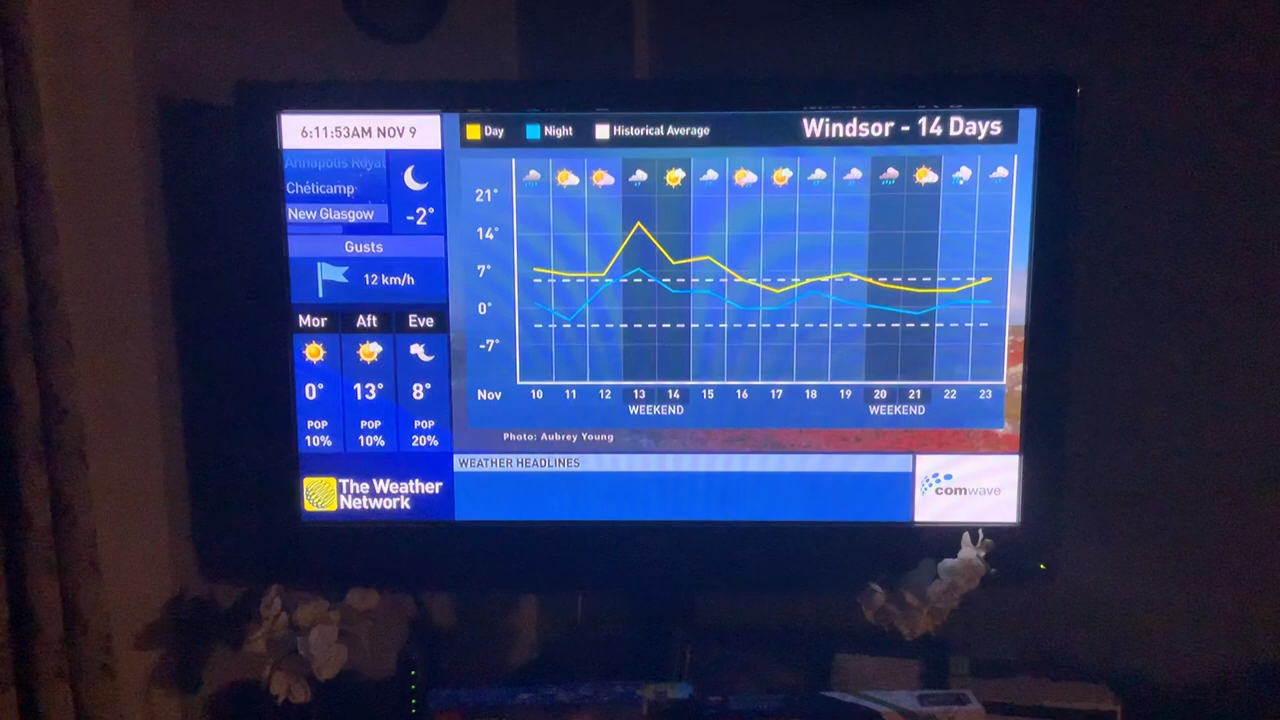 6:11:53AM NOV 9
Annapolis Royal
Chéticamp
New Glasgow
-2°
Gusts
12 km/h
Mor Aft Eve
0° 13° 8°
POP POP POP
10% 10% 20%
The Weather
Network
Day Night Historical Average
Windsor - 14 Days
21°
14°
7°
0°
-7°
Nov 10 11 12 13 14 15 16 17 18 19 20 21 22 23
WEEKEND WEEKEND
Photo: Aubrey Young
WEATHER HEADLINES
comwave